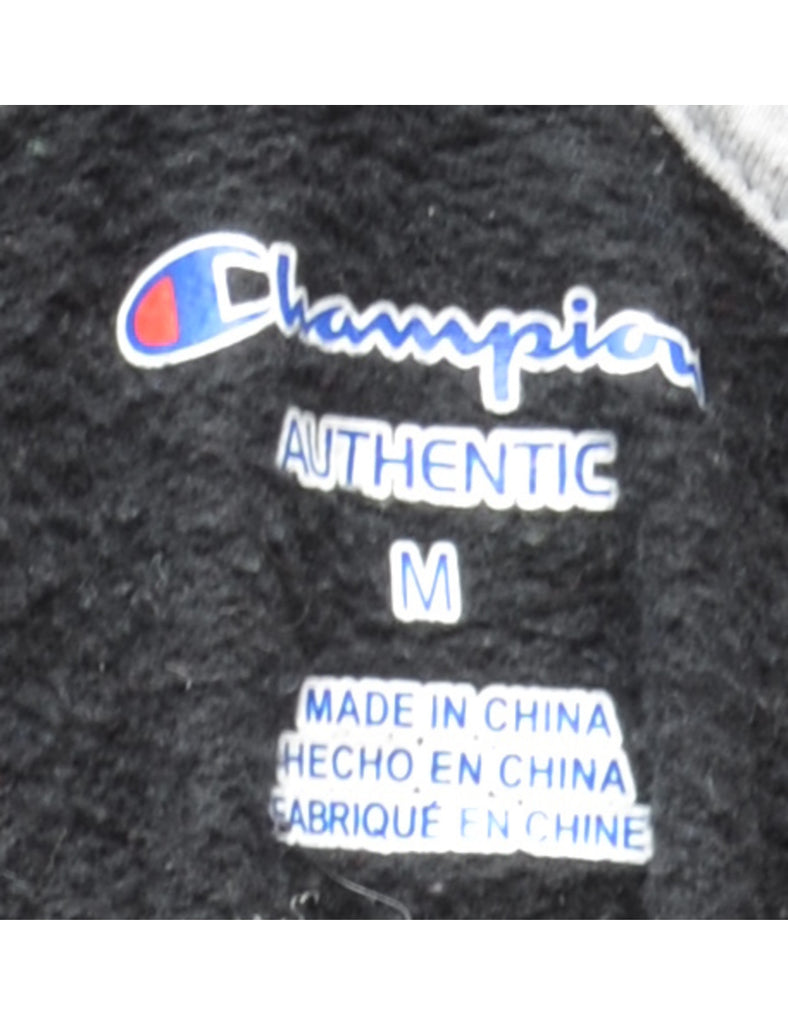 Champion
AUTHENTIC
M
MADE IN CHINA
HECHO EN CHINA
FABRIQUÉ EN CHINE